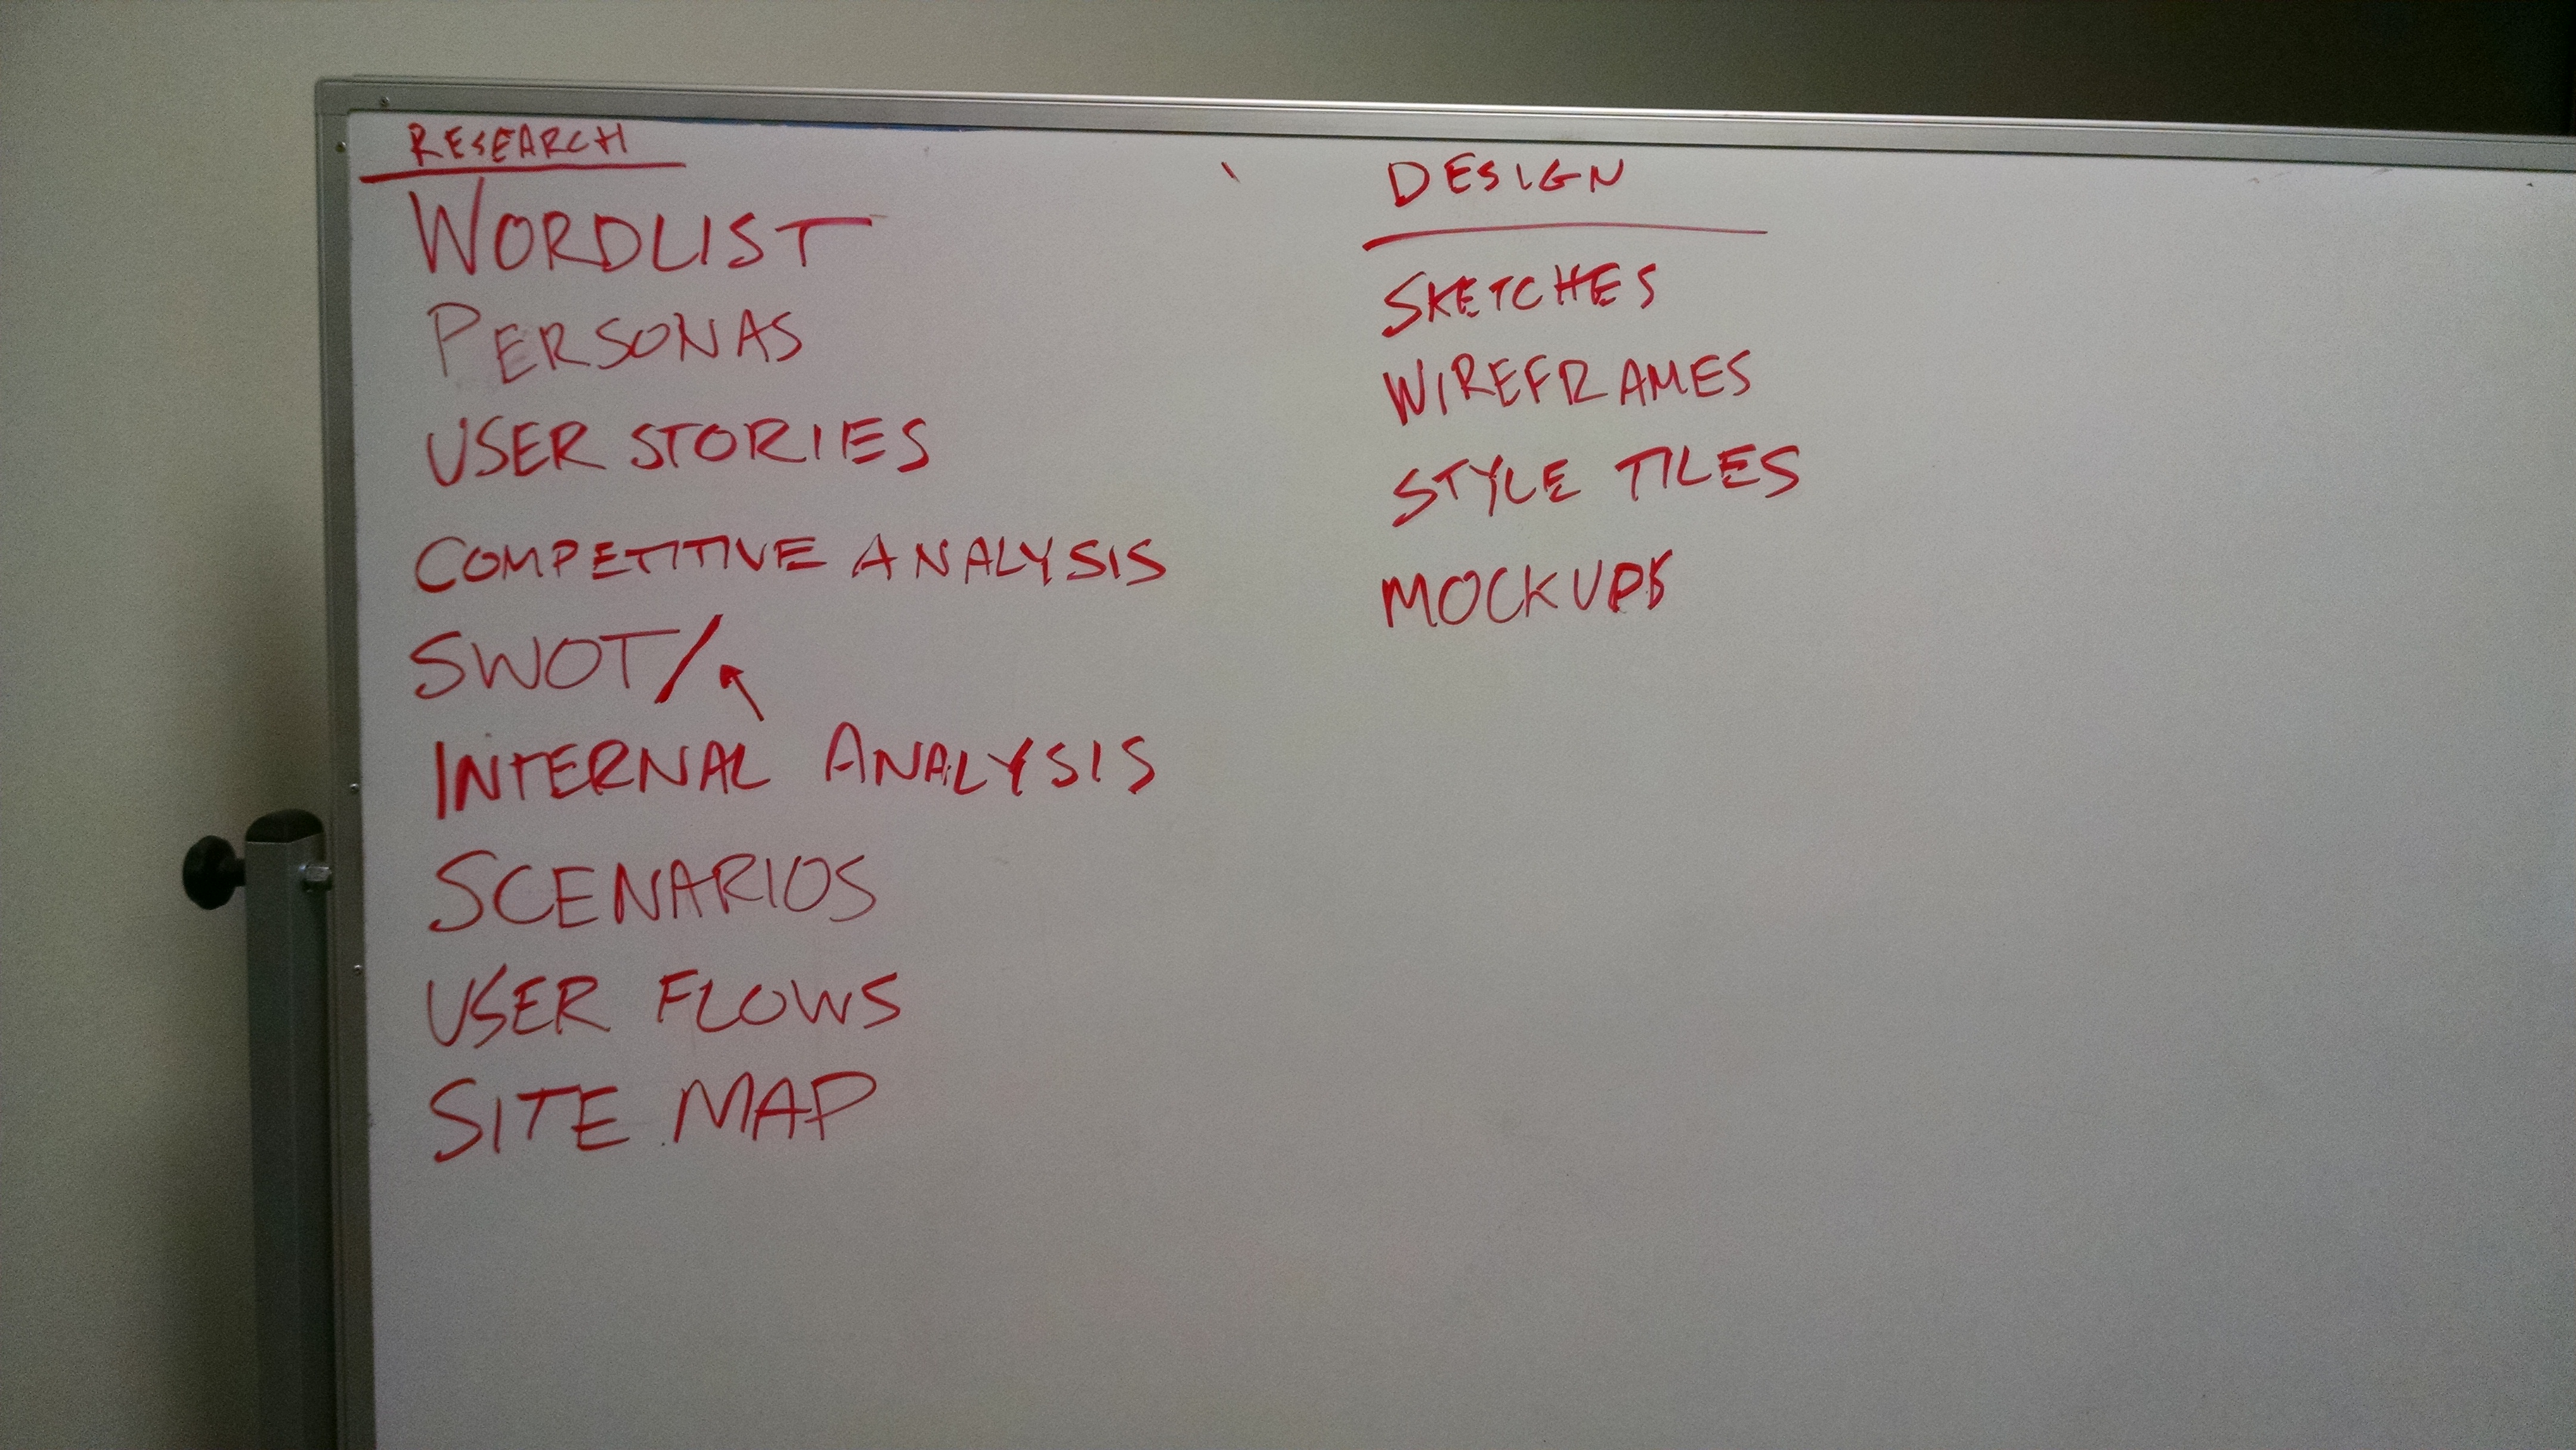 RESEARCH
WORDLIST
PERSONAS
USER STORIES
COMPETITIVE ANALYSIS
SWOT/
INTERNAL ANALYSIS
SCENARIOS
USER FLOWS
SITE MAP
DESIGN
SKETCHES
WIREFRAMES
STYLE TILES
MOCKUPS